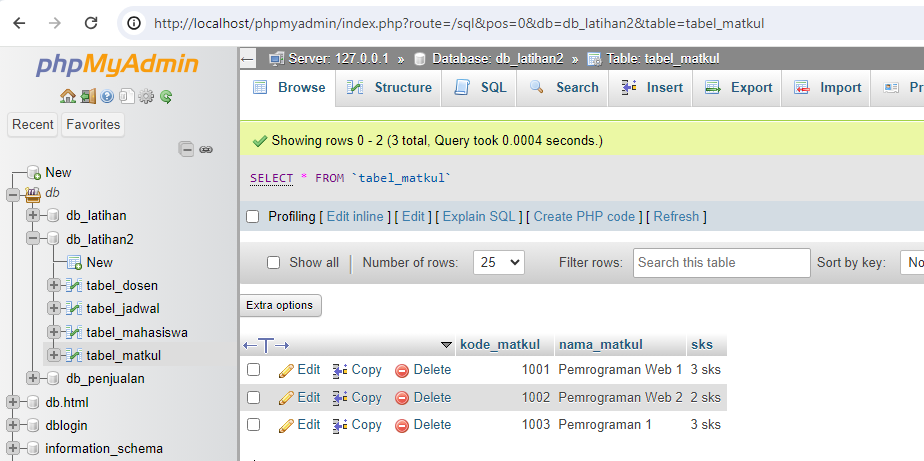 http://localhost/phpmyadmin/index.php?route=/sql&pos=0&db=db_latihan2&table=tabel_matkul
phpMyAdmin
Recent Favorites
New
db
db_latihan
db_latihan2
New
tabel_dosen
tabel_jadwal
tabel_mahasiswa
tabel_matkul
db_penjualan
db.html
dblogin
information_schema
Server: 127.0.0.1 » Database: db_latihan2 » Table: tabel_matkul
Browse Structure SQL Search Insert Export Import Pr
Showing rows 0 - 2 (3 total, Query took 0.0004 seconds.)
SELECT * FROM `tabel_matkul`
Profiling [ Edit inline ] [ Edit ] [ Explain SQL ] [ Create PHP code ] [ Refresh ]
Show all Number of rows: 25 Filter rows: Search this table Sort by key: No
Extra options
kode_matkul nama_matkul sks
Edit Copy Delete 1001 Pemrograman Web 1 3 sks
Edit Copy Delete 1002 Pemrograman Web 2 2 sks
Edit Copy Delete 1003 Pemrograman 1 3 sks